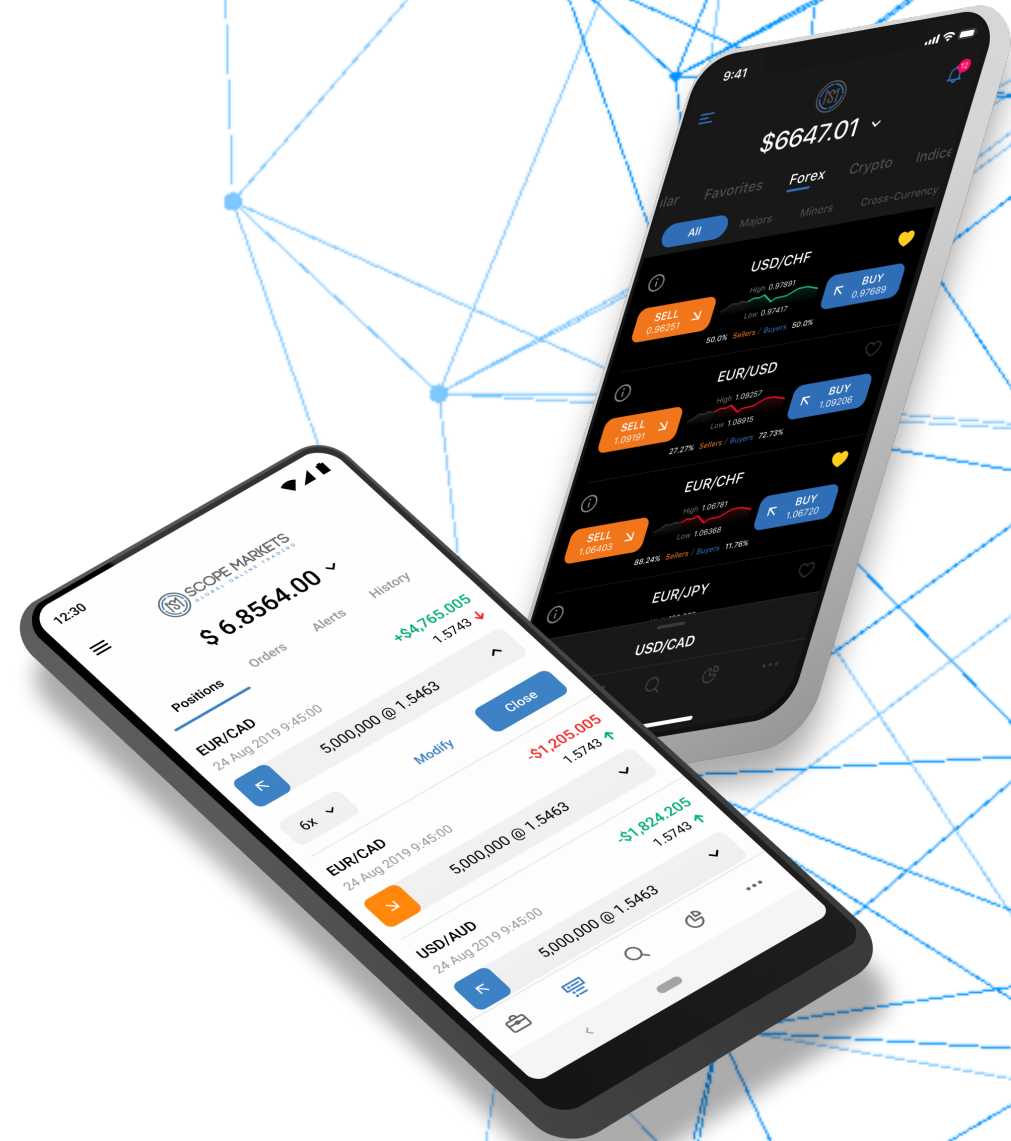 9:41
12
$6647.01
ılar Favorites Forex Crypto Indice
All Majors Minors Cross-Currency
USD/CHF
High 0.97891
SELL
0.96251
BUY
0.97689
Low 0.97417
50.0% Sellers / Buyers 50.0%
EUR/USD
High 1.09257
SELL
1.09191
BUY
1.09206
Low 1.08915
27.27% Sellers / Buyers 72.73%
EUR/CHF
High 1.06781
SELL
1.06403
BUY
1.06720
Low 1.06368
88.24% Sellers / Buyers 11.76%
EUR/JPY
USD/CAD
12:30
SCOPE MARKETS
GLOBAL ONLINE TRADING
$ 6.8564.00
Positions Orders Alerts History
EUR/CAD +$4,765.005
24 Aug 2019 9:45:00 1.5743
5,000,000 @ 1.5463
6x Modify Close
EUR/CAD -$1,205.005
24 Aug 2019 9:45:00 1.5743
5,000,000 @ 1.5463
USD/AUD -$1,824.205
24 Aug 2019 9:45:00 1.5743
5,000,000 @ 1.5463